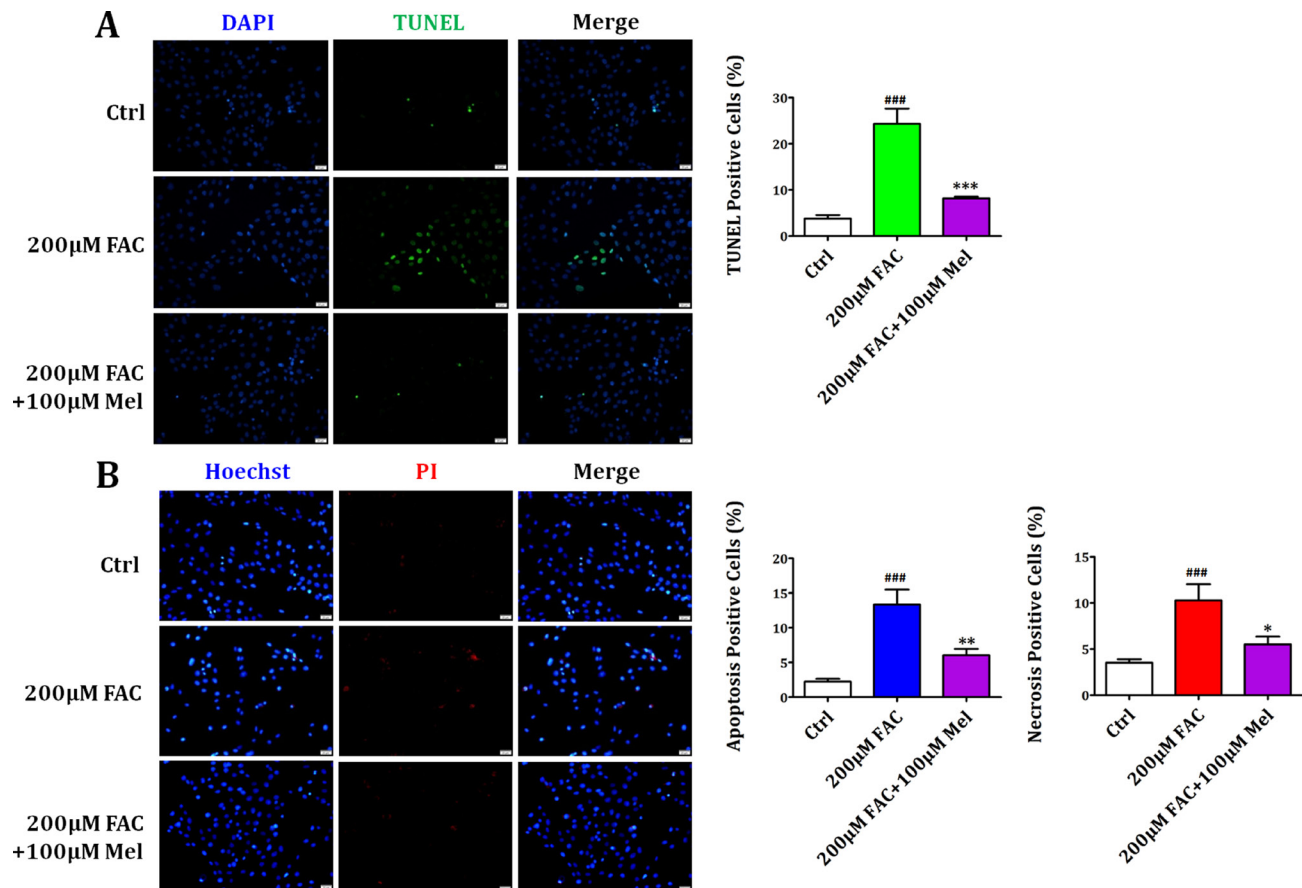 A
DAPI
TUNEL
Merge
Ctrl
200μM FAC
200μM FAC
+100μM Mel
TUNEL Positive Cells (%)
30
20
10
0
###
***
Ctrl
200μM FAC
200μM FAC+100μM Mel
B
Hoechst
PI
Merge
Ctrl
200μM FAC
200μM FAC
+100μM Mel
Apoptosis Positive Cells (%)
20
15
10
5
0
###
**
Ctrl
200μM FAC
200μM FAC+100μM Mel
Necrosis Positive Cells (%)
15
10
5
0
###
*
Ctrl
200μM FAC
200μM FAC+100μM Mel